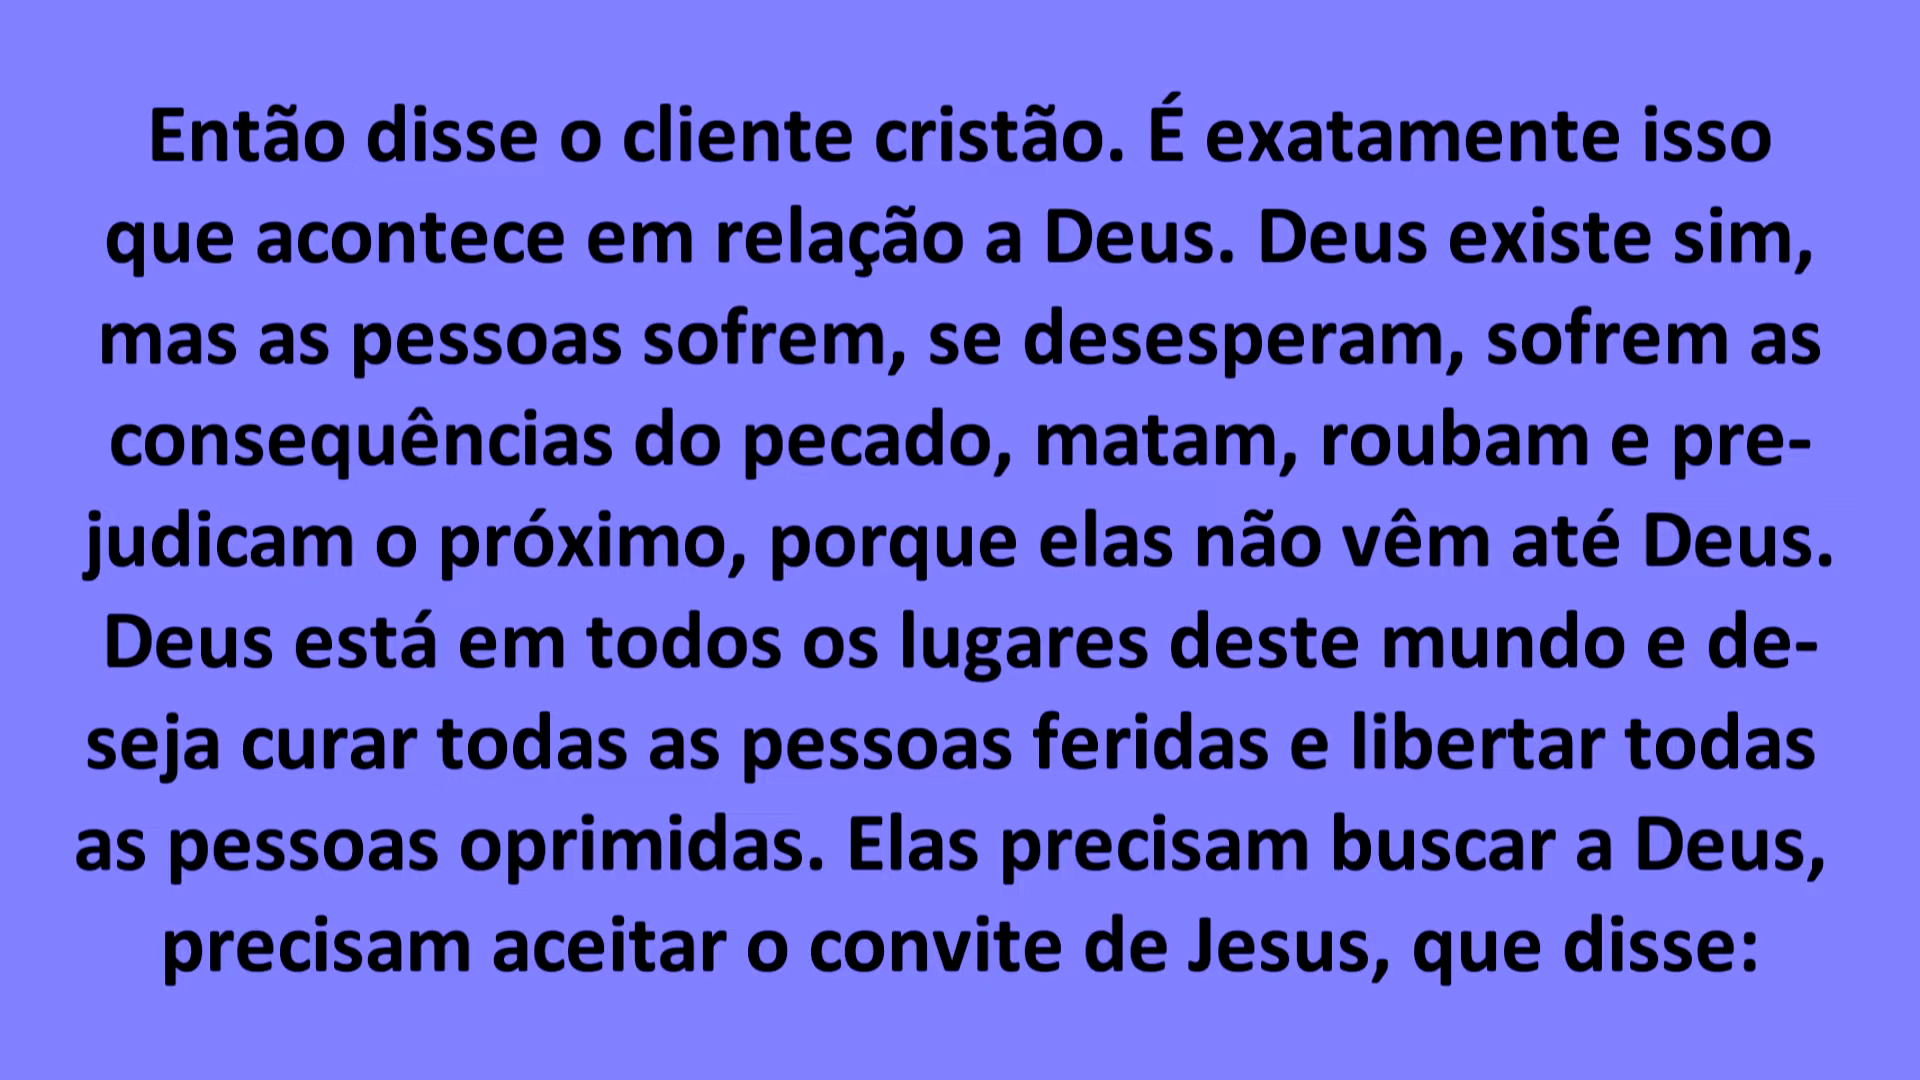 Então disse o cliente cristão. É exatamente isso
que acontece em relação a Deus. Deus existe sim,
mas as pessoas sofrem, se desesperam, sofrem as
consequências do pecado, matam, roubam e pre-
judicam o próximo, porque elas não vêm até Deus.
Deus está em todos os lugares deste mundo e de-
seja curar todas as pessoas feridas e libertar todas
as pessoas oprimidas. Elas precisam buscar a Deus,
precisam aceitar o convite de Jesus, que disse: